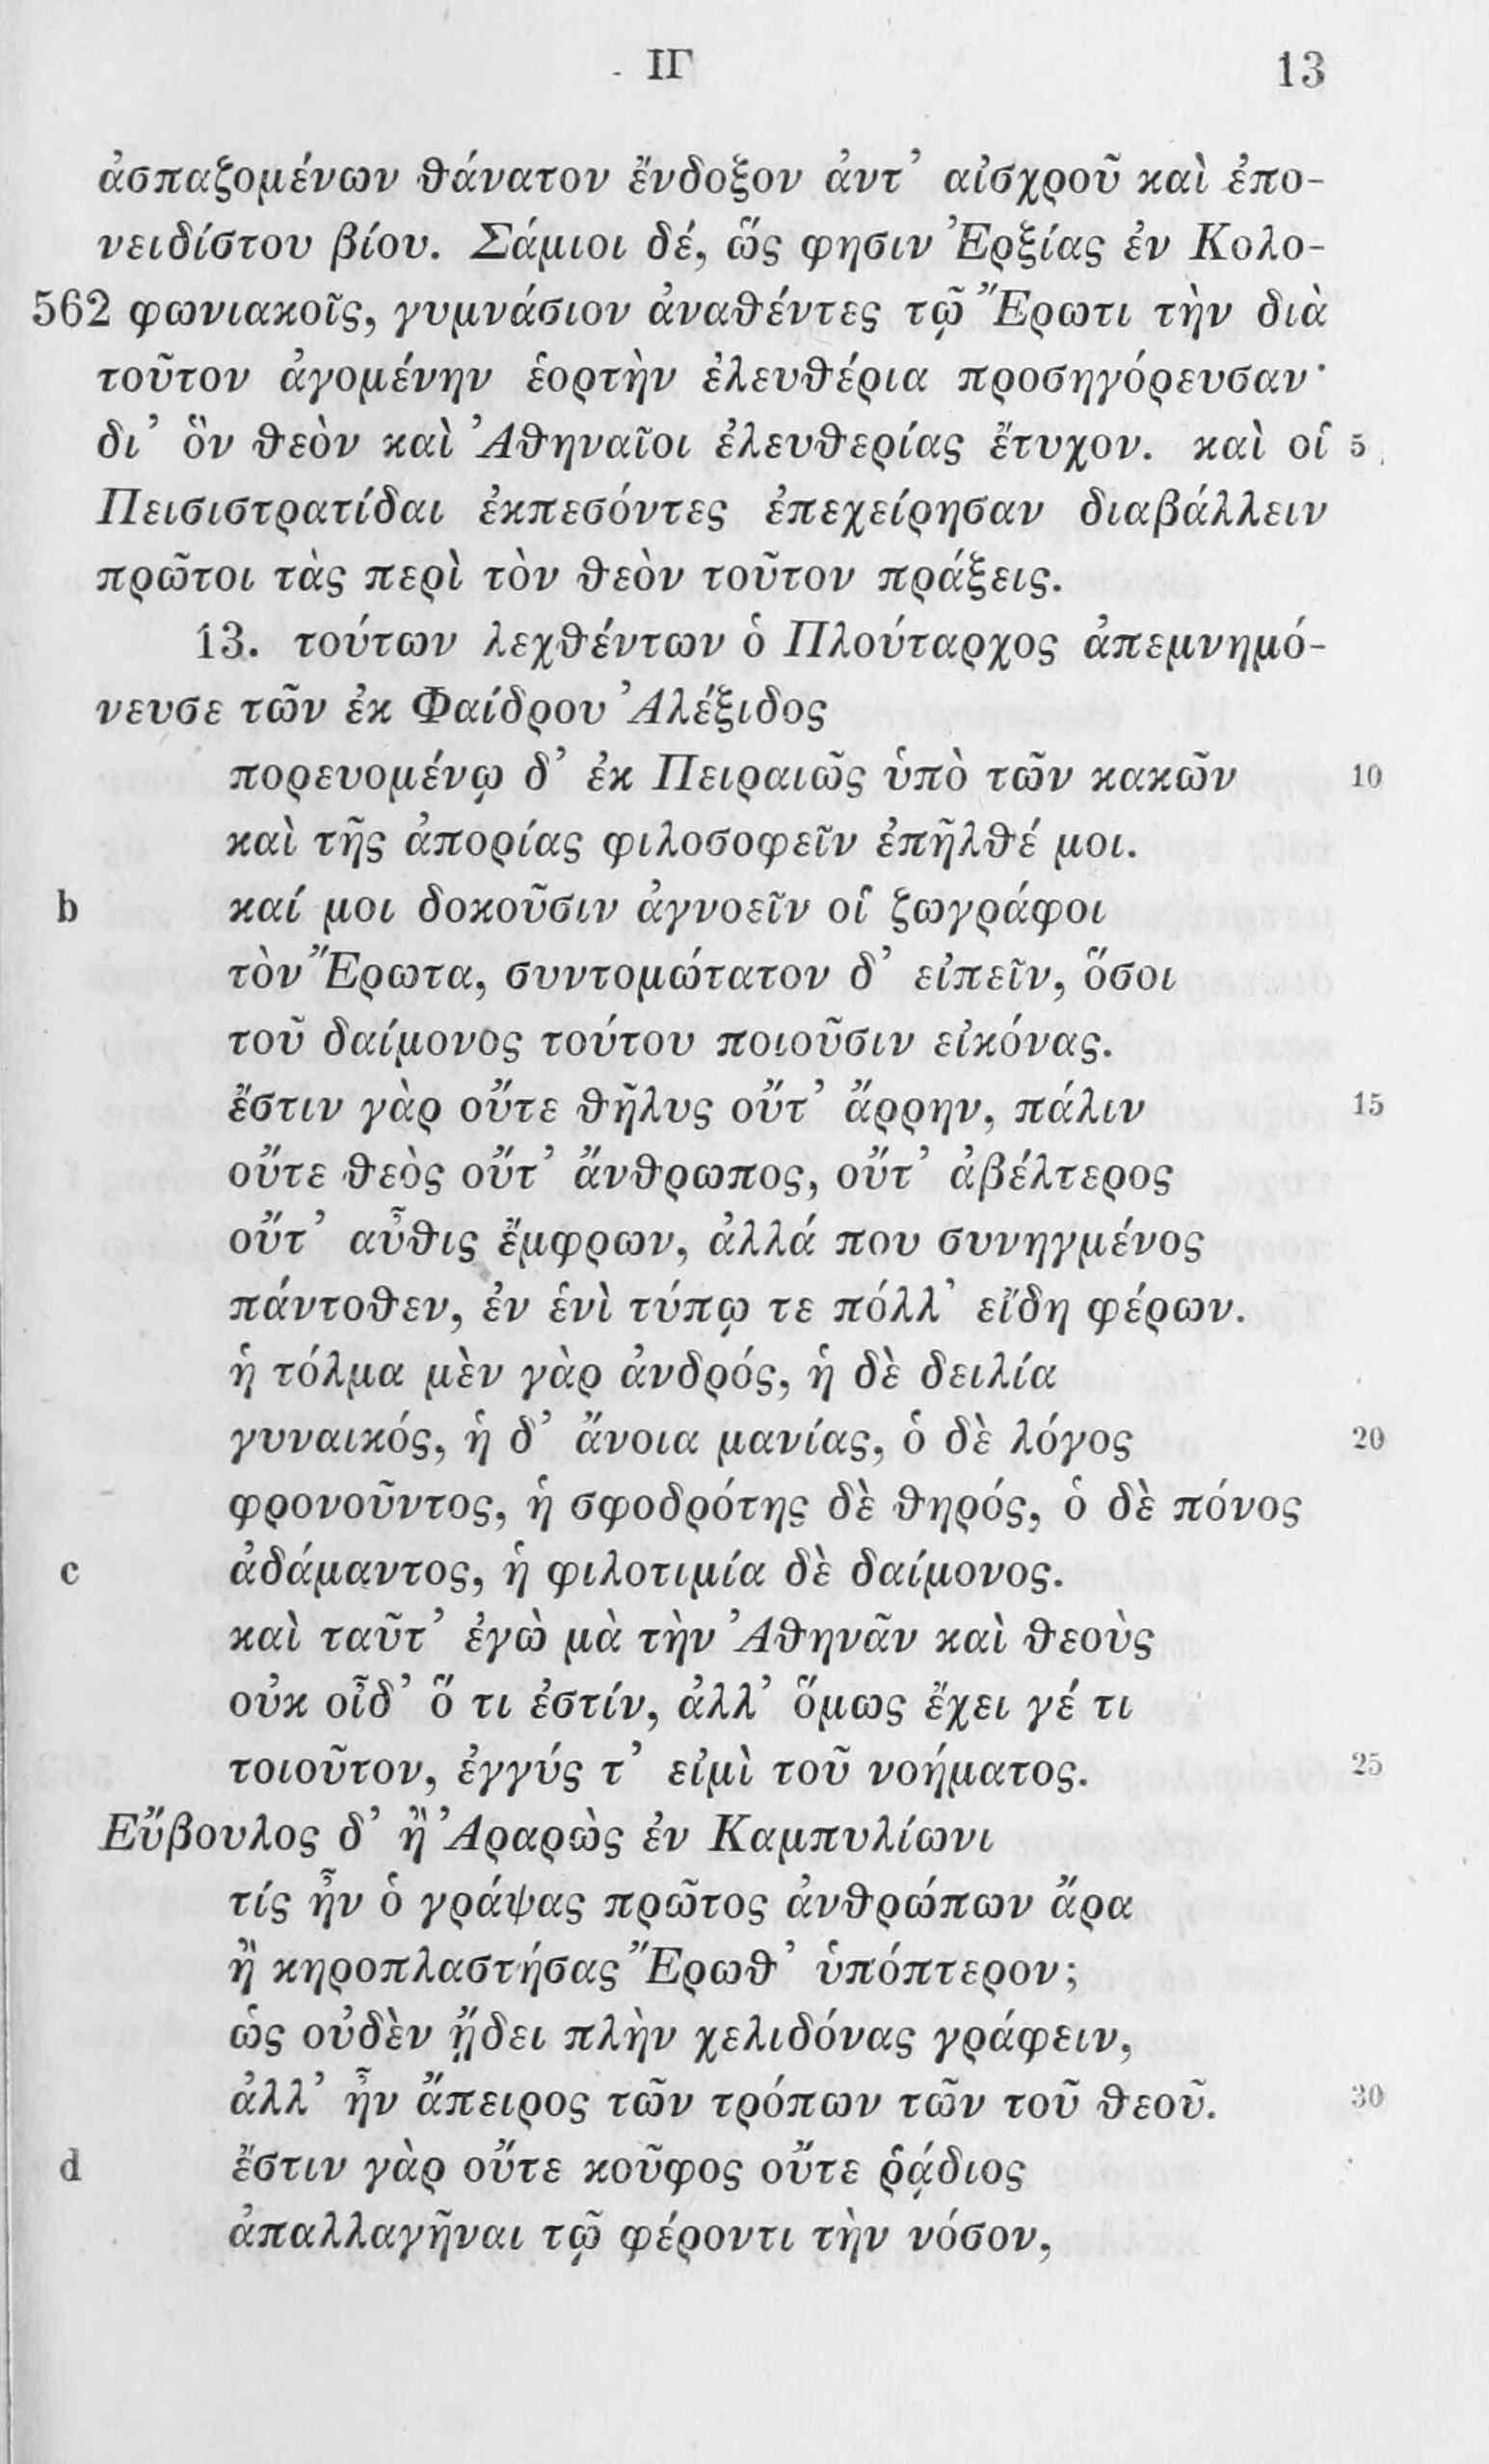 ΙΓ 13
ἀσπαζομένων θάνατον ἔνδοξον ἀντ’ αἰσχροῦ καὶ ἐπο-
νειδίστου βίου. Σάμιοι δέ, ὥς φησιν Ἐρξίας ἐν Κολο-
562 φωνιακοῖς, γυμνάσιον ἀναθέντες τῷ Ἔρωτι τὴν διὰ
τοῦτον ἀγομένην ἑορτὴν ἐλευθέρια προσηγόρευσαν·
δι’ ὃν θεὸν καὶ Ἀθηναῖοι ἐλευθερίας ἔτυχον. καὶ οἱ 5
Πεισιστρατίδαι ἐκπεσόντες ἐπεχείρησαν διαβάλλειν
πρῶτοι τὰς περὶ τὸν θεὸν τοῦτον πράξεις.
13. τούτων λεχθέντων ὁ Πλούταρχος ἀπεμνημό-
νευσε τῶν ἐκ Φαίδρου Ἀλέξιδος
πορευομένῳ δ’ ἐκ Πειραιῶς ὑπὸ τῶν κακῶν 10
καὶ τῆς ἀπορίας φιλοσοφεῖν ἐπῆλθέ μοι.
b καί μοι δοκοῦσιν ἀγνοεῖν οἱ ζωγράφοι
τὸν Ἔρωτα, συντομώτατον δ’ εἰπεῖν, ὅσοι
τοῦ δαίμονος τούτου ποιοῦσιν εἰκόνας.
ἔστιν γὰρ οὔτε θῆλυς οὔτ’ ἄρρην, πάλιν 15
οὔτε θεὸς οὔτ’ ἄνθρωπος, οὔτ’ ἀβέλτερος
οὔτ’ αὖθις ἔμφρων, ἀλλά που συνηγμένος
πάντοθεν, ἐν ἑνὶ τύπῳ τε πόλλ’ εἴδη φέρων.
ἡ τόλμα μὲν γὰρ ἀνδρός, ἡ δὲ δειλία
γυναικός, ἡ δ’ ἄνοια μανίας, ὁ δὲ λόγος 20
φρονοῦντος, ἡ σφοδρότης δὲ θηρός, ὁ δὲ πόνος
c ἀδάμαντος, ἡ φιλοτιμία δὲ δαίμονος.
καὶ ταῦτ’ ἐγὼ μὰ τὴν Ἀθηνᾶν καὶ θεοὺς
οὐκ οἶδ’ ὅ τι ἐστίν, ἀλλ’ ὅμως ἔχει γέ τι
τοιοῦτον, ἐγγύς τ’ εἰμὶ τοῦ νοήματος. 25
Εὔβουλος δ’ ἢ Ἀραρὼς ἐν Καμπυλίωνι
τίς ἦν ὁ γράψας πρῶτος ἀνθρώπων ἄρα
ἢ κηροπλαστήσας Ἔρωθ’ ὑπόπτερον;
ὡς οὐδὲν ᾔδει πλὴν χελιδόνας γράφειν,
ἀλλ’ ἦν ἄπειρος τῶν τρόπων τῶν τοῦ θεοῦ. 30
d ἔστιν γὰρ οὔτε κοῦφος οὔτε ῥᾴδιος
ἀπαλλαγῆναι τῷ φέροντι τὴν νόσον,